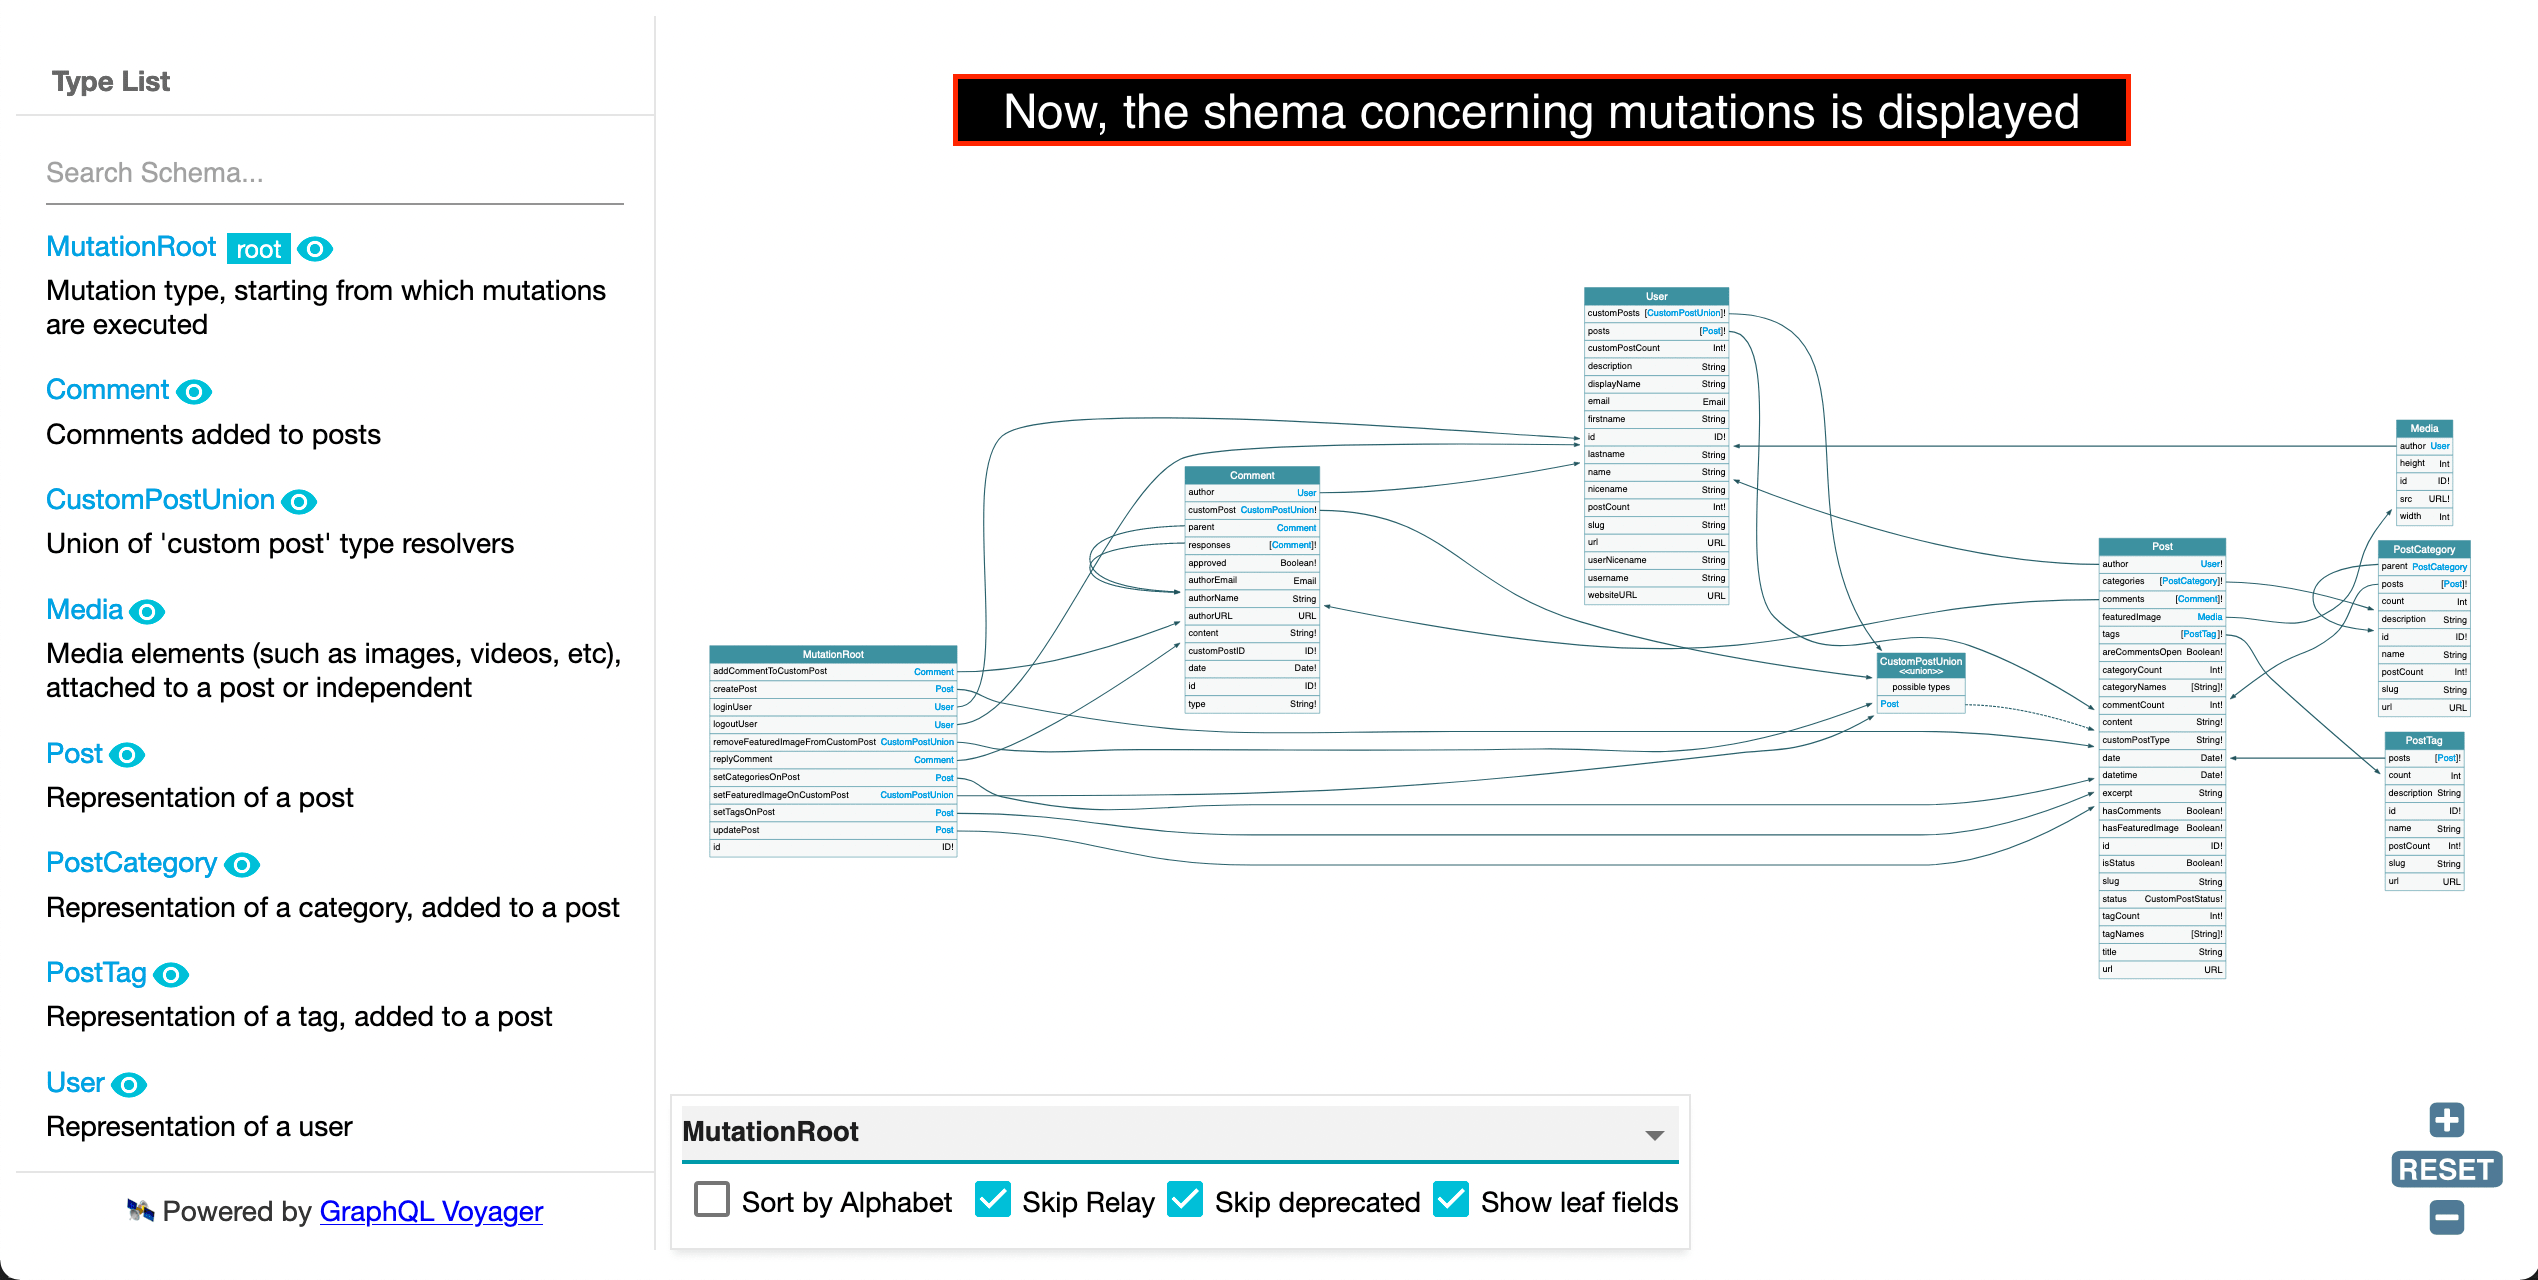 Type List
Search Schema...
MutationRoot root
Mutation type, starting from which mutations
are executed
Comment
Comments added to posts
CustomPostUnion
Union of 'custom post' type resolvers
Media
Media elements (such as images, videos, etc),
attached to a post or independent
Post
Representation of a post
PostCategory
Representation of a category, added to a post
PostTag
Representation of a tag, added to a post
User
Representation of a user
Powered by GraphQL Voyager
Now, the shema concerning mutations is displayed
MutationRoot
addCommentToCustomPost Comment
createPost Post
loginUser User
logoutUser User
removeFeaturedImageFromCustomPost CustomPostUnion
replyComment Comment
setCategoriesOnPost Post
setFeaturedImageOnCustomPost CustomPostUnion
setTagsOnPost Post
updatePost Post
id ID!
Comment
author User
customPost CustomPostUnion!
parent Comment
responses [Comment]!
approved Boolean!
authorEmail Email
authorName String
authorURL URL
content String!
customPostID ID!
date Date!
id ID!
type String!
User
customPosts [CustomPostUnion]!
posts [Post]!
customPostCount Int!
description String
displayName String
email Email
firstname String
id ID!
lastname String
name String
nicename String
postCount Int!
slug String
url URL
userNicename String
username String
websiteURL URL
CustomPostUnion
<<union>>
possible types
Post
Post
author User!
categories [PostCategory]!
comments [Comment]!
featuredImage Media
tags [PostTag]!
areCommentsOpen Boolean!
categoryCount Int!
categoryNames [String]!
commentCount Int!
content String!
customPostType String!
date Date!
datetime Date!
excerpt String
hasComments Boolean!
hasFeaturedImage Boolean!
id ID!
isStatus Boolean!
slug String
status CustomPostStatus!
tagCount Int!
tagNames [String]!
title String
url URL
Media
author User
height Int
id ID!
src URL!
width Int
PostCategory
parent PostCategory
posts [Post]!
count Int
description String
id ID!
name String
postCount Int!
slug String
url URL
PostTag
posts [Post]!
count Int
description String
id ID!
name String
postCount Int!
slug String
url URL
MutationRoot
Sort by Alphabet Skip Relay Skip deprecated Show leaf fields
RESET